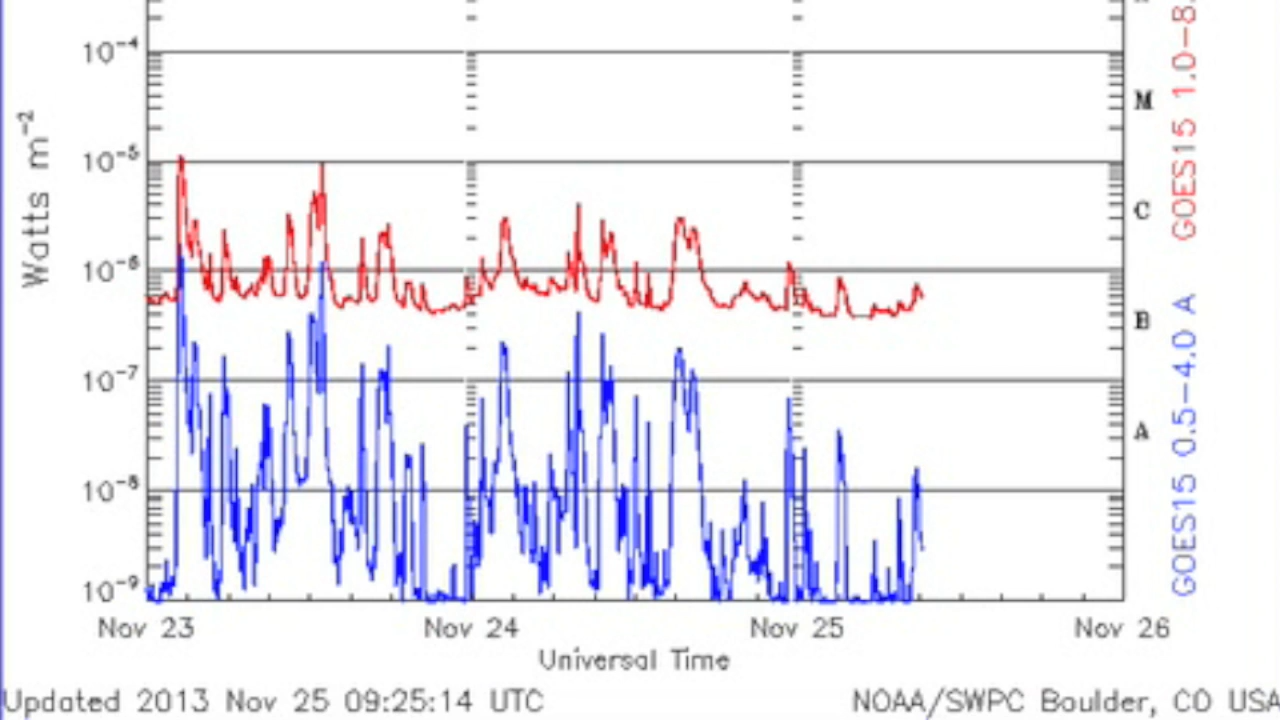 10-4
M
10-5
C
10-6
B
10-7
A
10-8
10-9
Watts m-2
GOES15 1.0-8.
GOES15 0.5-4.0 A
Nov 23 Nov 24 Nov 25 Nov 26
Universal Time
Updated 2013 Nov 25 09:25:14 UTC NOAA/SWPC Boulder, CO USA